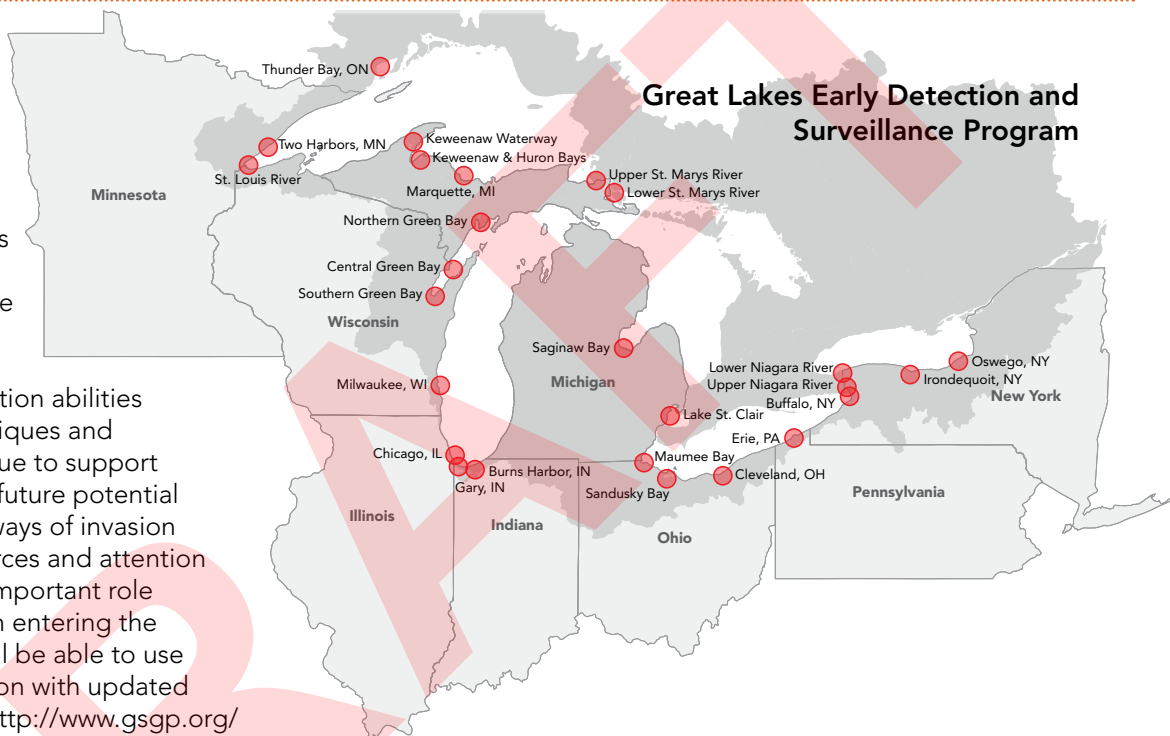 Great Lakes Early Detection and
Surveillance Program
Thunder Bay, ON
Two Harbors, MN
St. Louis River
Keweenaw Waterway
Keweenaw & Huron Bays
Marquette, MI
Upper St. Marys River
Lower St. Marys River
Minnesota
Northern Green Bay
Central Green Bay
Southern Green Bay
Wisconsin
Saginaw Bay
Michigan
Milwaukee, WI
Lake St. Clair
Lower Niagara River
Upper Niagara River
Buffalo, NY
Oswego, NY
Irondequoit, NY
New York
Erie, PA
Chicago, IL
Gary, IN
Burns Harbor, IN
Maumee Bay
Sandusky Bay
Cleveland, OH
Illinois
Indiana
Ohio
Pennsylvania
s
e
tion abilities
iques and
ue to support
future potential
ways of invasion
rces and attention
mportant role
n entering the
l be able to use
on with updated
ttp://www.gsgp.org/